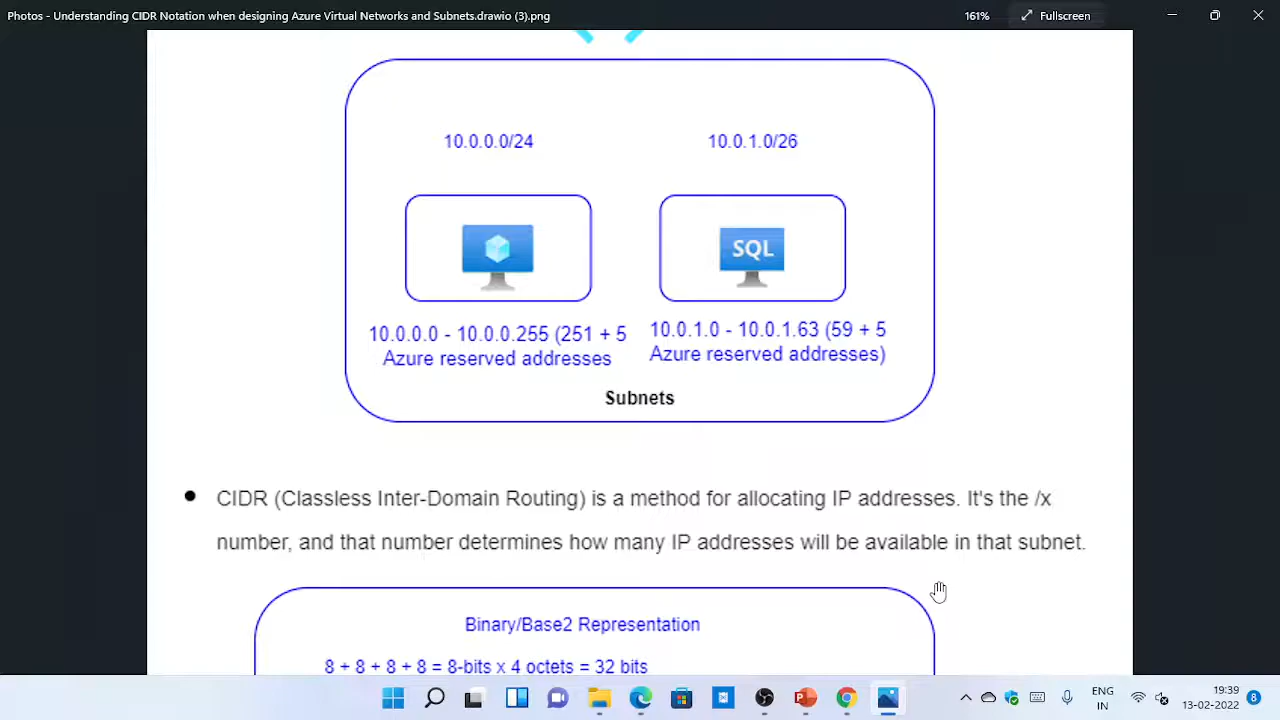 Photos - Understanding CIDR Notation when designing Azure Virtual Networks and Subnets.drawio (3).png
161%
Fullscreen
10.0.0.0/24
10.0.1.0/26
SQL
10.0.0.0 - 10.0.0.255 (251 + 5
Azure reserved addresses
10.0.1.0 - 10.0.1.63 (59 + 5
Azure reserved addresses)
Subnets
CIDR (Classless Inter-Domain Routing) is a method for allocating IP addresses. It's the /x
number, and that number determines how many IP addresses will be available in that subnet.
Binary/Base2 Representation
8 + 8 + 8 + 8 = 8-bits x 4 octets = 32 bits
ENG
IN
19:39
13-02-2022
8